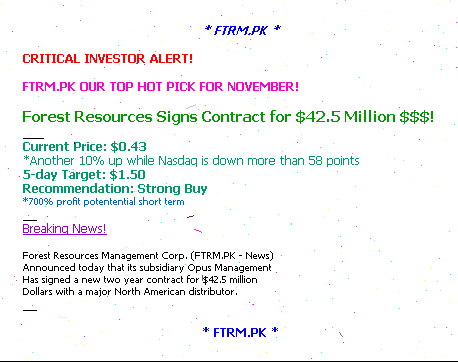 * FTRM.PK *
CRITICAL INVESTOR ALERT!
FTRM.PK OUR TOP HOT PICK FOR NOVEMBER!
Forest Resources Signs Contract for $42.5 Million $$$!
Current Price: $0.43
*Another 10% up while Nasdaq is down more than 58 points
5-day Target: $1.50
Recommendation: Strong Buy
*700% profit potentential short term
Breaking News!
Forest Resources Management Corp. (FTRM.PK - News)
Announced today that its subsidiary Opus Management
Has signed a new two year contract for $42.5 million
Dollars with a major North American distributor.
* FTRM.PK *